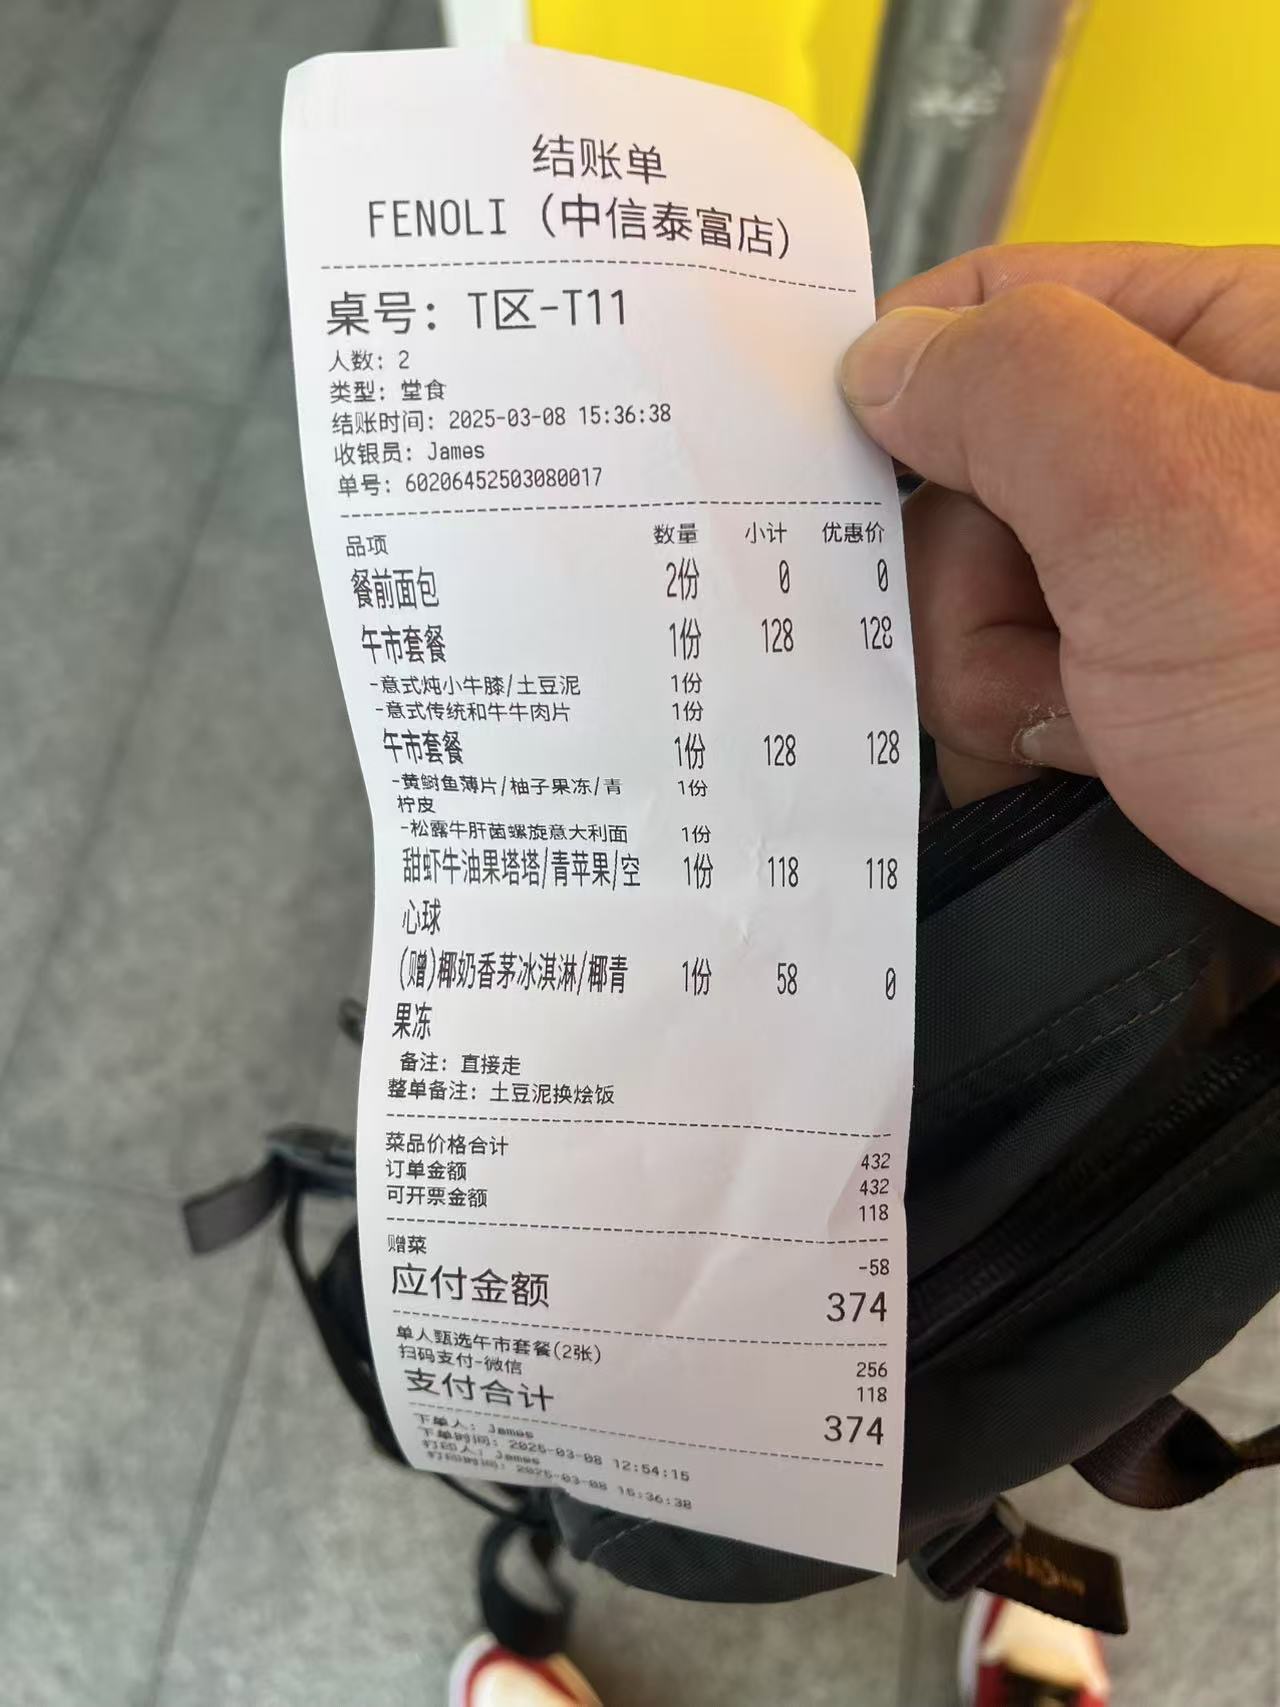 结账单
FENOLI（中信泰富店）
桌号：T区-T11
人数：2
类型：堂食
结账时间：2025-03-08 15:36:38
收银员：James
单号：60206452503080017
品项 数量 小计 优惠价
餐前面包 2份 0 0
午市套餐 1份 128 128
-意式炖小牛膝/土豆泥 1份
-意式传统和牛牛肉片 1份
午市套餐 1份 128 128
-黄鰤鱼薄片/柚子果冻/青 1份
柠皮
-松露牛肝菌螺旋意大利面 1份
甜虾牛油果塔塔/青苹果/空 1份 118 118
心球
(赠)椰奶香茅冰淇淋/椰青 1份 58 0
果冻
备注：直接走
整单备注：土豆泥换烩饭
菜品价格合计 432
订单金额 432
可开票金额 118
赠菜 -58
应付金额 374
单人甄选午市套餐(2张) 256
扫码支付-微信 118
支付合计 374
下单人：James
下单时间：2025-03-08 12:54:15
打印人：James
打印时间：2025-03-08 15:36:38